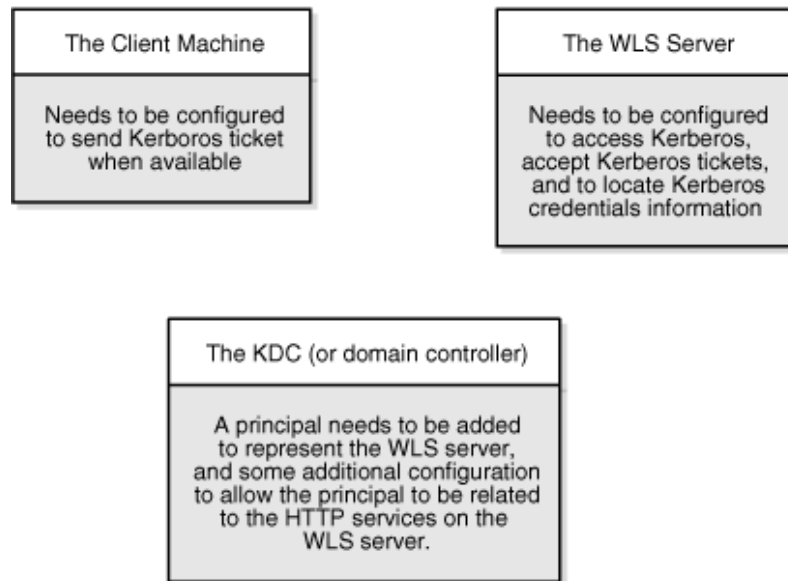 The Client Machine
Needs to be configured
to send Kerboros ticket
when available
The WLS Server
Needs to be configured
to access Kerberos,
accept Kerberos tickets,
and to locate Kerberos
credentials information
The KDC (or domain controller)
A principal needs to be added
to represent the WLS server,
and some additional configuration
to allow the principal to be related
to the HTTP services on the
WLS server.